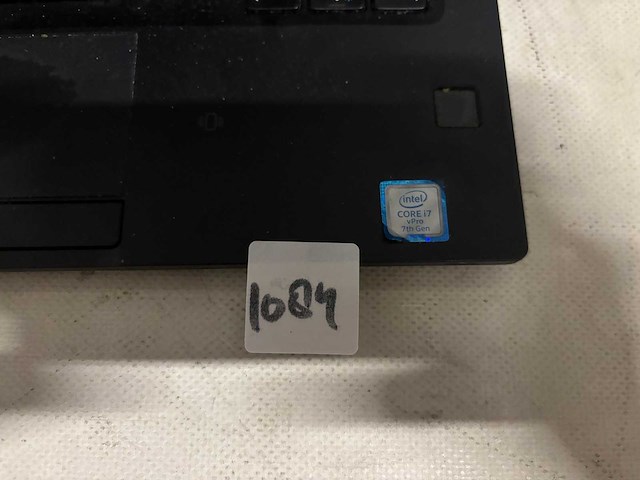 intel
CORE i7
vPro
7th Gen
1084